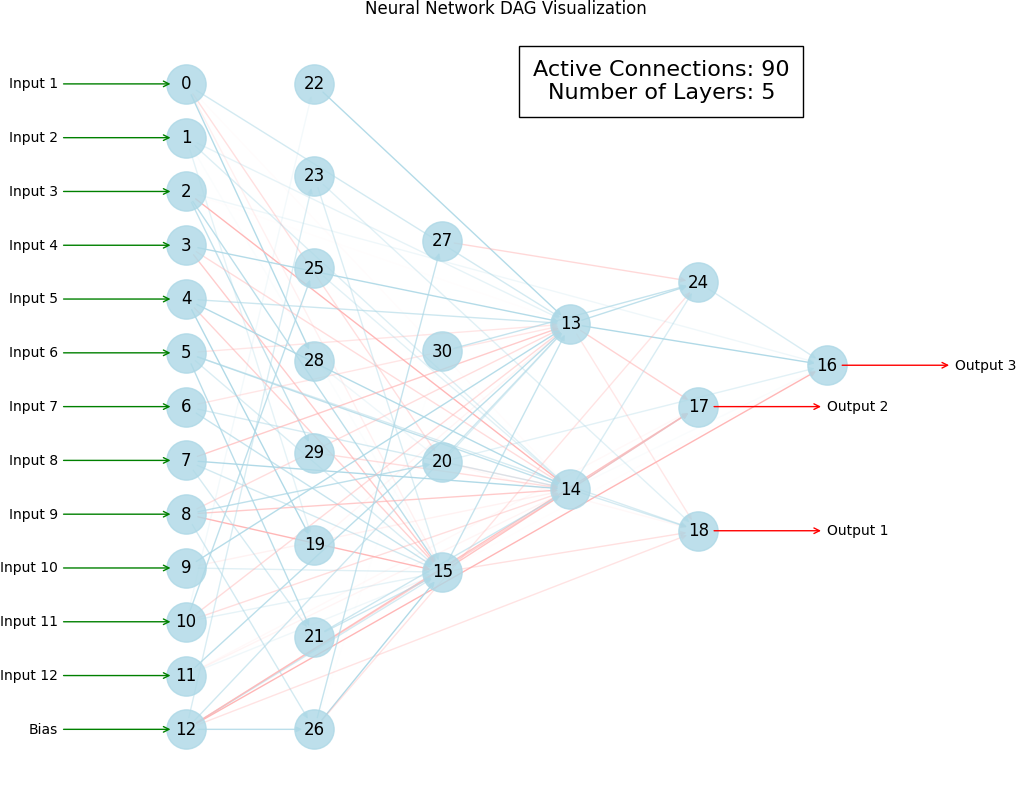 Neural Network DAG Visualization
Active Connections: 90
Number of Layers: 5
Input 1
0
22
Input 2
1
Input 3
2
23
Input 4
3
25
27
Input 5
4
24
Input 6
5
28
30
13
16
Output 3
Input 7
6
17
Output 2
Input 8
7
29
20
Input 9
8
19
14
18
Output 1
Input 10
9
15
Input 11
10
21
Input 12
11
Bias
12
26